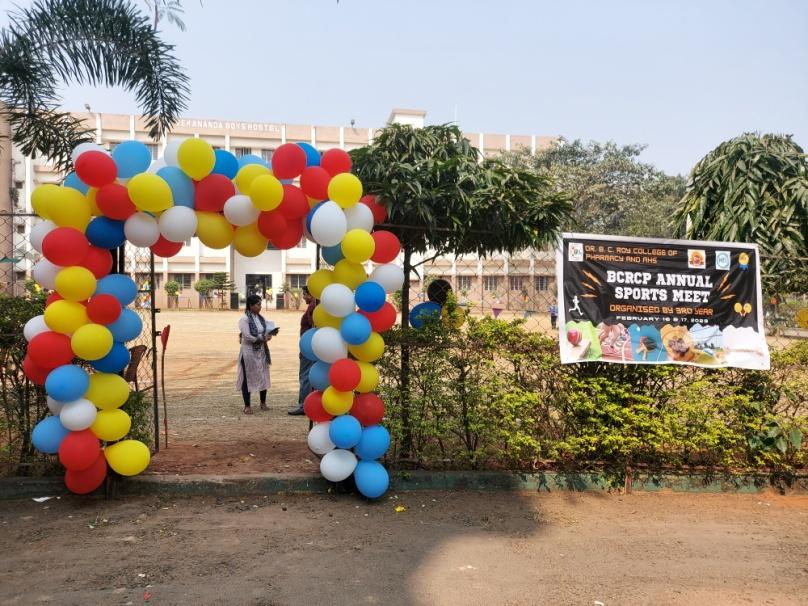 EKANANDA BOYS HOSTEL
DR. B. C. ROY COLLEGE OF
PHARMACY AND AHS
BCRCP ANNUAL
SPORTS MEET
ORGANISED BY 3RD YEAR
FEBRUARY 16 & 17, 2023